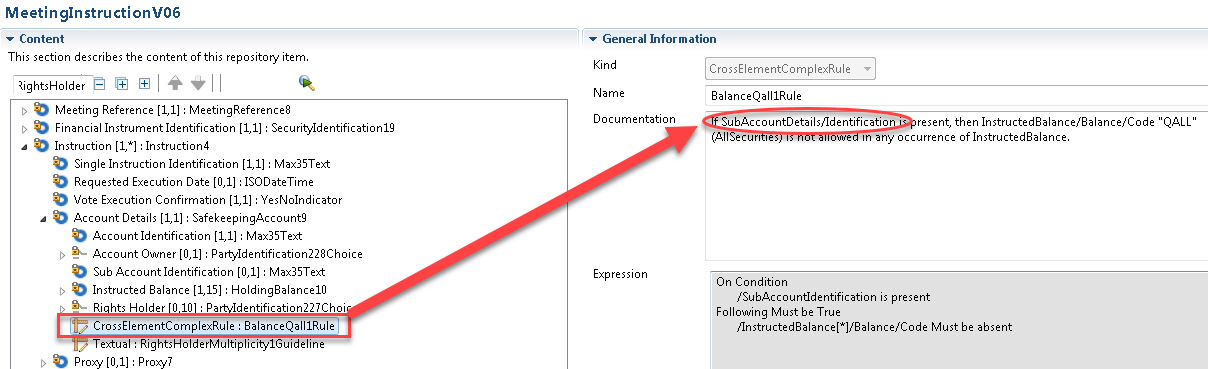 MeetingInstructionV06
Content
This section describes the content of this repository item.
RightsHolder
Meeting Reference [1,1] : MeetingReference8
Financial Instrument Identification [1,1] : SecurityIdentification19
Instruction [1,*] : Instruction4
Single Instruction Identification [1,1] : Max35Text
Requested Execution Date [0,1] : ISODateTime
Vote Execution Confirmation [1,1] : YesNoIndicator
Account Details [1,1] : SafekeepingAccount9
Account Identification [1,1] : Max35Text
Account Owner [0,1] : PartyIdentification228Choice
Sub Account Identification [0,1] : Max35Text
Instructed Balance [1,15] : HoldingBalance10
Rights Holder [0,10] : PartyIdentification227Choice
CrossElementComplexRule : BalanceQall1Rule
Textual : RightsHolderMultiplicity1Guideline
Proxy [0,1] : Proxy7
General Information
Kind
CrossElementComplexRule
Name
BalanceQall1Rule
Documentation
If SubAccountDetails/Identification is present, then InstructedBalance/Balance/Code "QALL"
(AllSecurities) is not allowed in any occurrence of InstructedBalance.
Expression
On Condition
/SubAccountIdentification is present
Following Must be True
/InstructedBalance[*]/Balance/Code Must be absent